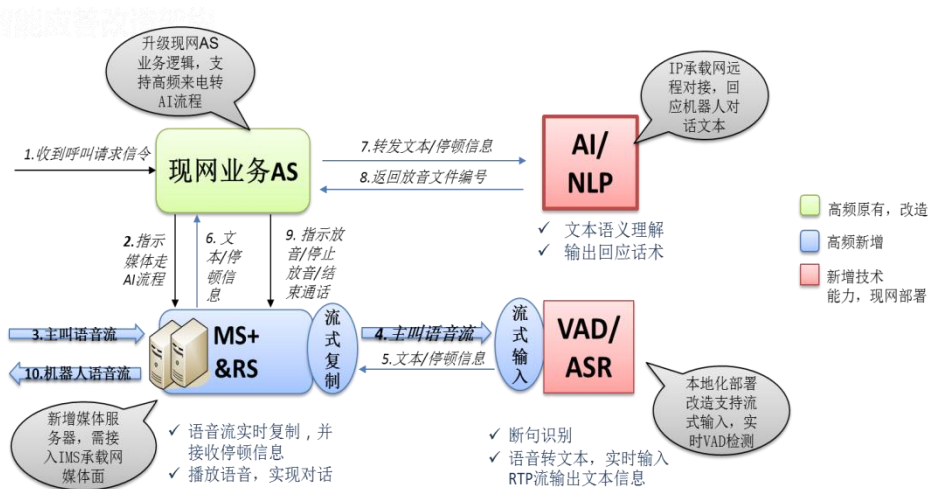 升级现网AS
业务逻辑，支
持高频来电转
AI流程
IP承载网远
程对接，回
应机器人对
话文本
1.收到呼叫请求信令
现网业务AS
7.转发文本/停顿信息
8.返回放音文件编号
AI/
NLP
✓ 文本语义理解
✓ 输出回应话术
高频原有，改造
高频新增
新增技术
能力，现网部署
2.指示
媒体走
AI流程
6.文
本/停
顿信
息
9.指示放
音/停止
放音/结
束通话
3.主叫语音流
10.机器人语音流
MS+
&RS
流
式
复
制
4.主叫语音流
5.文本/停顿信息
流
式
输
入
VAD/
ASR
新增媒体服
务器，需接
入IMS承载网
媒体面
✓ 语音流实时复制，并
接收停顿信息
✓ 播放语音，实现对话
✓ 断句识别
✓ 语音转文本，实时输入
RTP流输出文本信息
本地化部署
改造支持流
式输入，实
时VAD检测